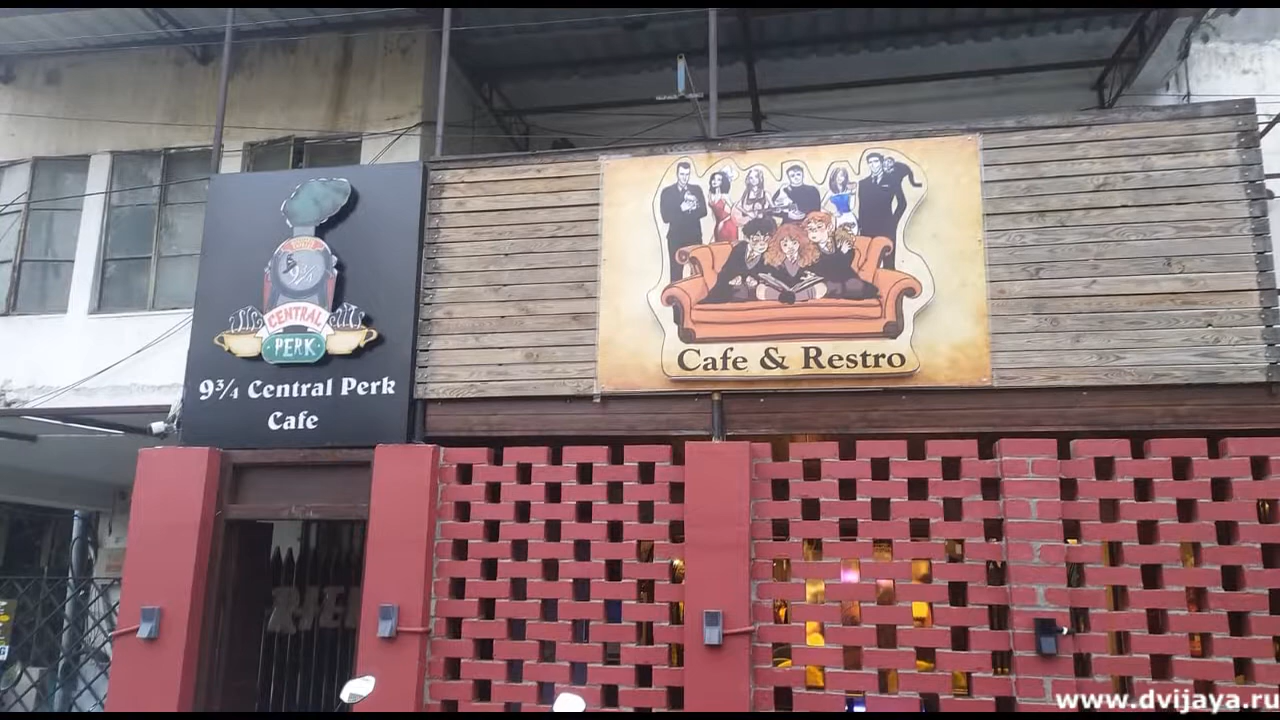 9¾
CENTRAL
PERK
9¾ Central Perk
Cafe
Cafe & Restro
www.dvijaya.ru